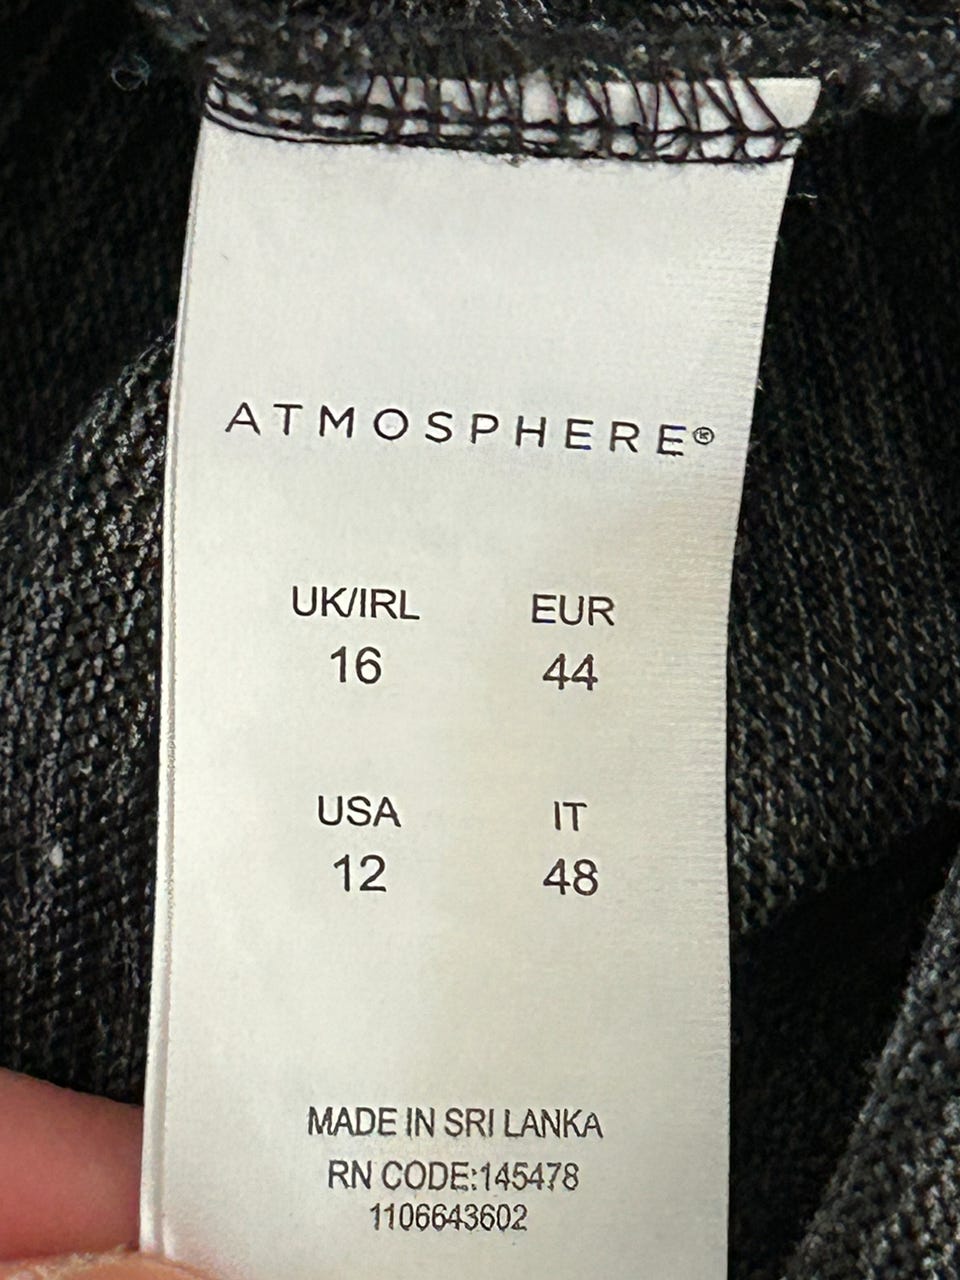 ATMOSPHERE®
UK/IRL EUR
16 44
USA IT
12 48
MADE IN SRI LANKA
RN CODE:145478
1106643602